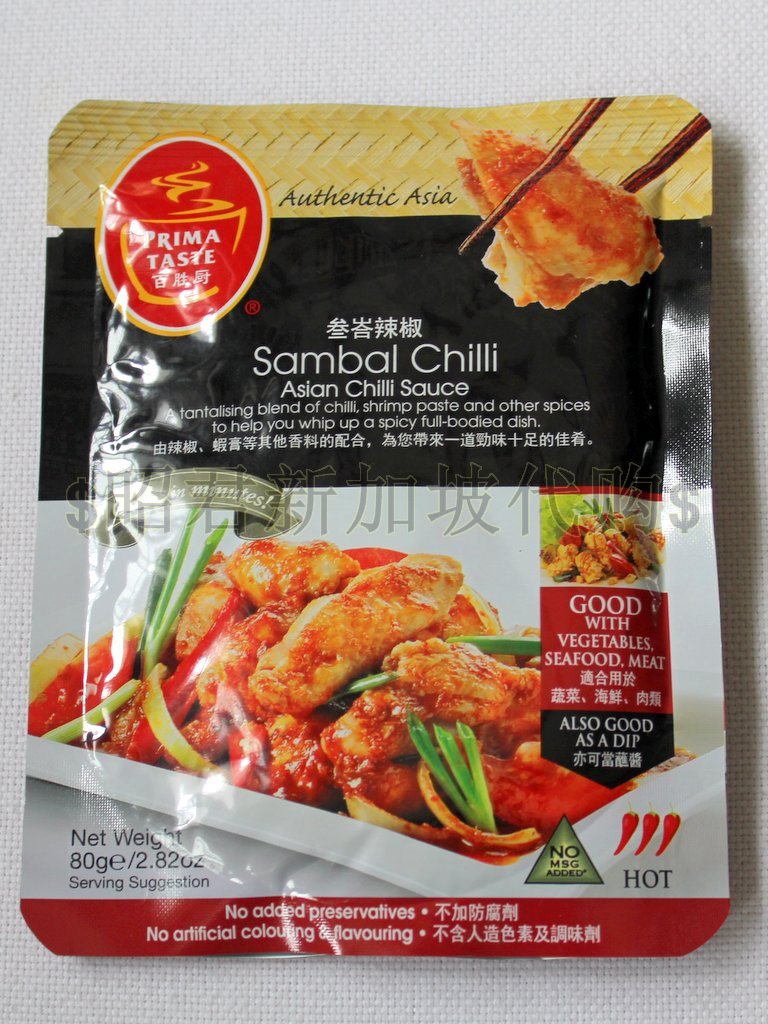 Authentic Asia
PRIMA
TASTE
百胜厨
®
叁峇辣椒
Sambal Chilli
Asian Chilli Sauce
A tantalising blend of chilli, shrimp paste and other spices
to help you whip up a spicy full-bodied dish.
由辣椒、蝦膏等其他香料的配合，為您帶來一道勁味十足的佳肴。
in minutes!
$昭君新加坡代购$
GOOD
WITH
VEGETABLES,
SEAFOOD, MEAT
適合用於
蔬菜、海鮮、肉類
ALSO GOOD
AS A DIP
亦可當蘸醬
Net Weight
80g℮/2.82oz
Serving Suggestion
NO
MSG
ADDED*
HOT
No added preservatives • 不加防腐劑
No artificial colouring & flavouring • 不含人造色素及調味劑